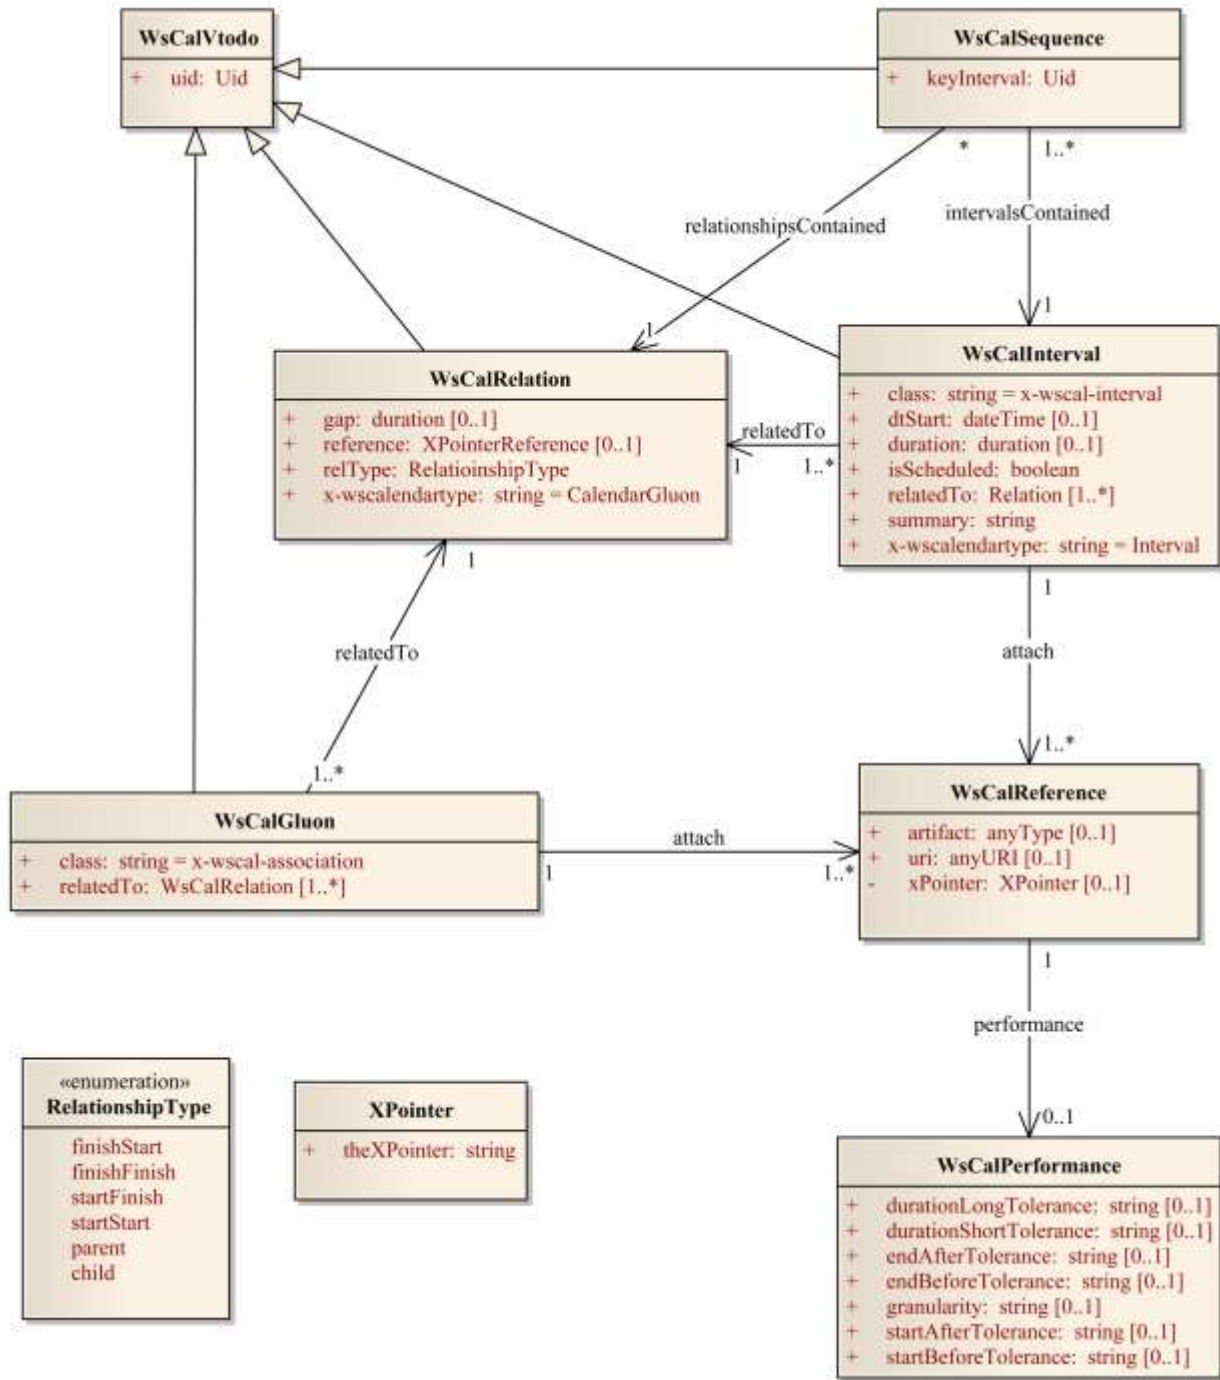 WsCalVtodo
+ uid: Uid
WsCalSequence
+ keyInterval: Uid
*
1..*
relationshipsContained
intervalsContained
1
1
WsCalRelation
+ gap: duration [0..1]
+ reference: XPointerReference [0..1]
+ relType: RelatioinshipType
+ x-wscalendartype: string = CalendarGluon
relatedTo
1
1..*
WsCalInterval
+ class: string = x-wscal-interval
+ dtStart: dateTime [0..1]
+ duration: duration [0..1]
+ isScheduled: boolean
+ relatedTo: Relation [1..*]
+ summary: string
+ x-wscalendartype: string = Interval
1
1
relatedTo
attach
1..*
1..*
WsCalGluon
+ class: string = x-wscal-association
+ relatedTo: WsCalRelation [1..*]
attach
1
1..*
WsCalReference
+ artifact: anyType [0..1]
+ uri: anyURI [0..1]
- xPointer: XPointer [0..1]
1
performance
0..1
«enumeration»
RelationshipType
finishStart
finishFinish
startFinish
startStart
parent
child
XPointer
+ theXPointer: string
WsCalPerformance
+ durationLongTolerance: string [0..1]
+ durationShortTolerance: string [0..1]
+ endAfterTolerance: string [0..1]
+ endBeforeTolerance: string [0..1]
+ granularity: string [0..1]
+ startAfterTolerance: string [0..1]
+ startBeforeTolerance: string [0..1]